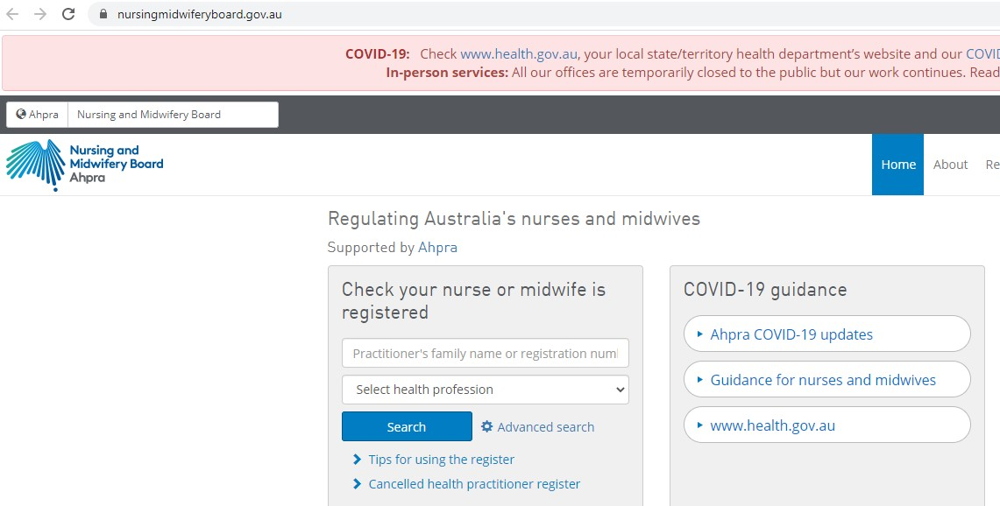 nursingmidwiferyboard.gov.au
COVID-19: Check www.health.gov.au, your local state/territory health department's website and our COVID
In-person services: All our offices are temporarily closed to the public but our work continues. Read
Ahpra Nursing and Midwifery Board
Nursing and
Midwifery Board
Ahpra
Home About Re
Regulating Australia's nurses and midwives
Supported by Ahpra
Check your nurse or midwife is
registered
Practitioner's family name or registration num
Select health profession
Search Advanced search
Tips for using the register
Cancelled health practitioner register
COVID-19 guidance
Ahpra COVID-19 updates
Guidance for nurses and midwives
www.health.gov.au